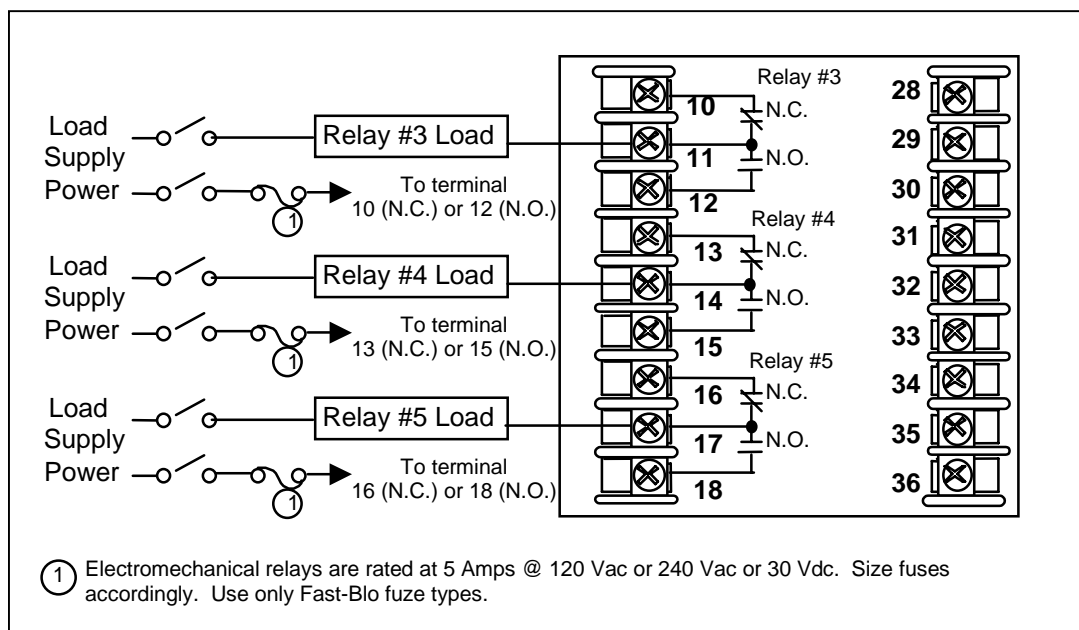 Load
Supply
Power
Relay #3 Load
To terminal
10 (N.C.) or 12 (N.O.)
1
Load
Supply
Power
Relay #4 Load
To terminal
13 (N.C.) or 15 (N.O.)
1
Load
Supply
Power
Relay #5 Load
To terminal
16 (N.C.) or 18 (N.O.)
1
Relay #3
10
N.C.
11
N.O.
12
Relay #4
13
N.C.
14
N.O.
15
Relay #5
16
N.C.
17
N.O.
18
28
29
30
31
32
33
34
35
36
1 Electromechanical relays are rated at 5 Amps @ 120 Vac or 240 Vac or 30 Vdc. Size fuses
accordingly. Use only Fast-Blo fuze types.